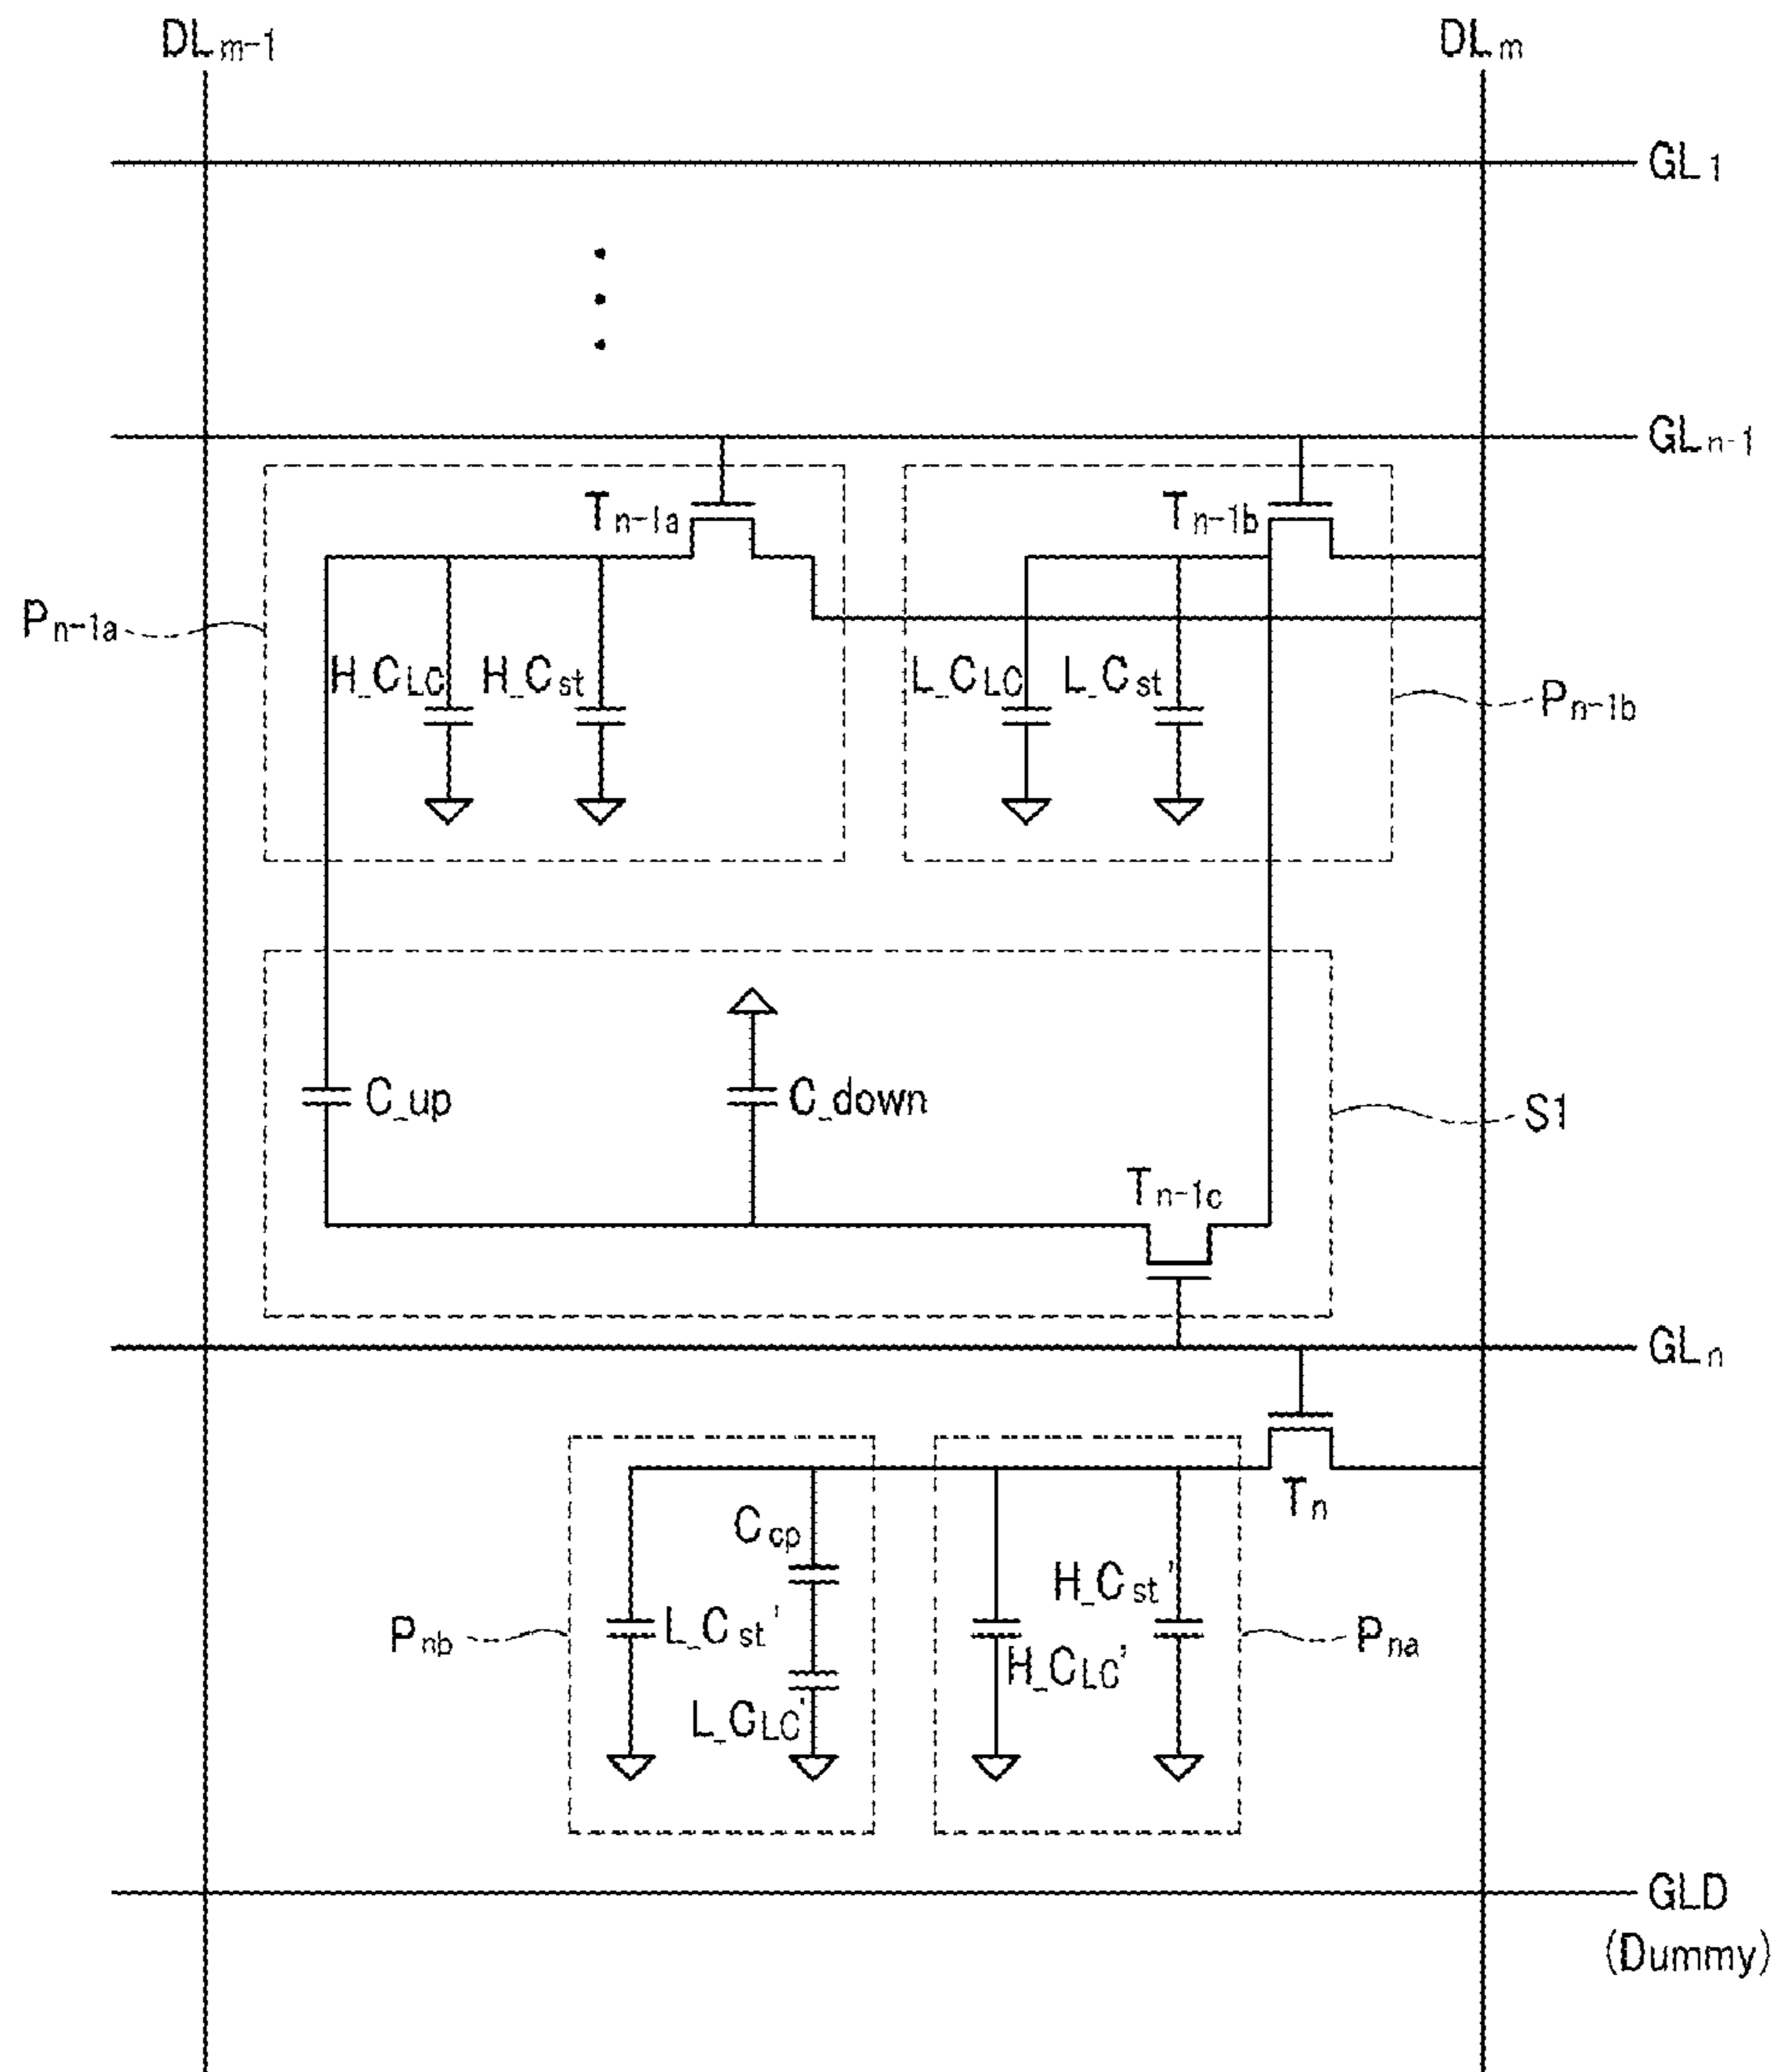 DLm-1
DLm
GL1
GLn-1
Tn-1a
Tn-1b
Pn-1a
H_CLC
H_Cst
L_CLC
L_Cst
Pn-1b
C_up
C_down
S1
Tn-1c
GLn
Tn
Ccp
H_Cst'
Pnb
L_Cst'
Pna
H_CLC'
L_CLC'
GLD
(Dummy)